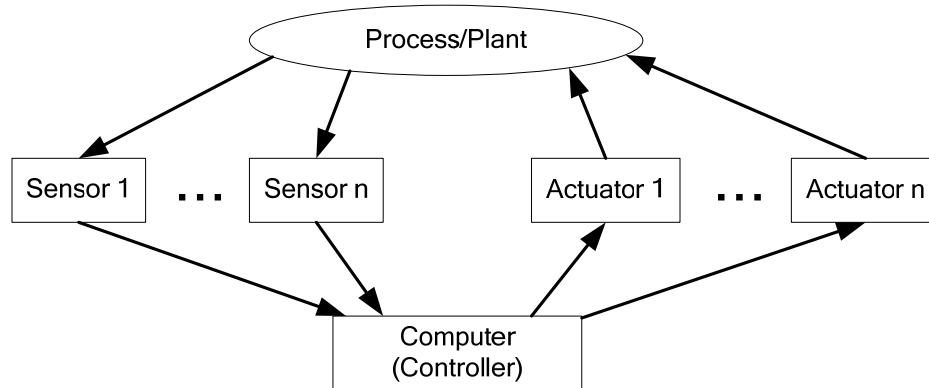 Process/Plant
Sensor 1
...
Sensor n
Actuator 1
...
Actuator n
Computer
(Controller)